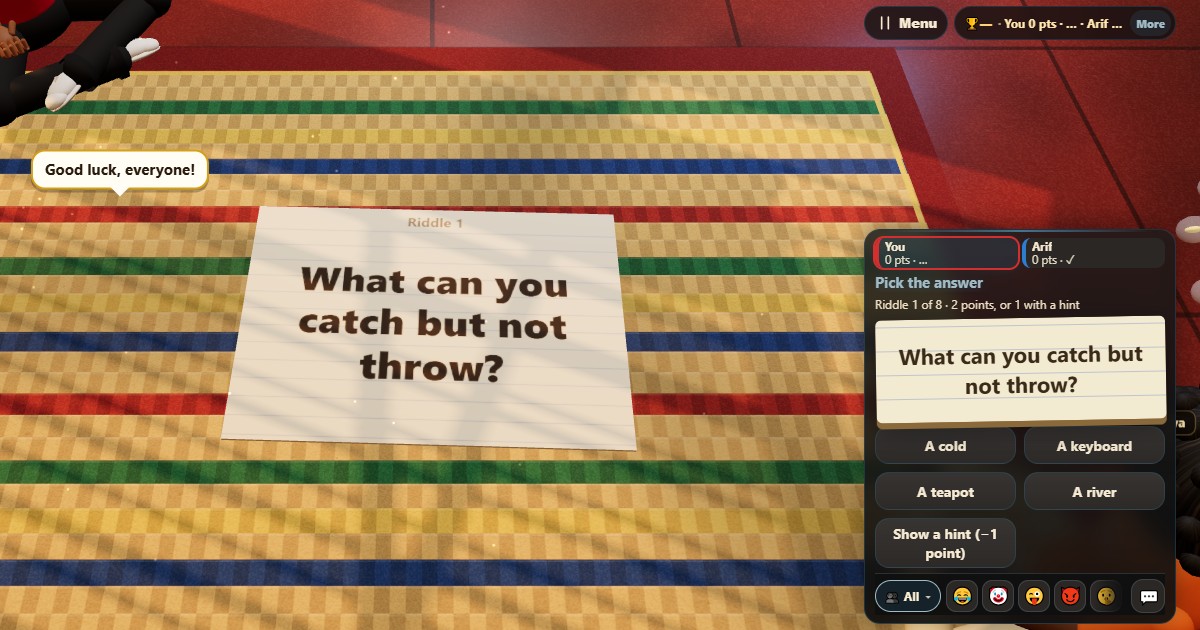 Menu
— · You 0 pts · ... · Arif ...
More
Good luck, everyone!
Riddle 1
What can you
catch but not
throw?
You
0 pts · ...
Arif
0 pts · ✓
Pick the answer
Riddle 1 of 8 · 2 points, or 1 with a hint
What can you catch but
not throw?
A cold
A keyboard
A teapot
A river
Show a hint (−1
point)
All